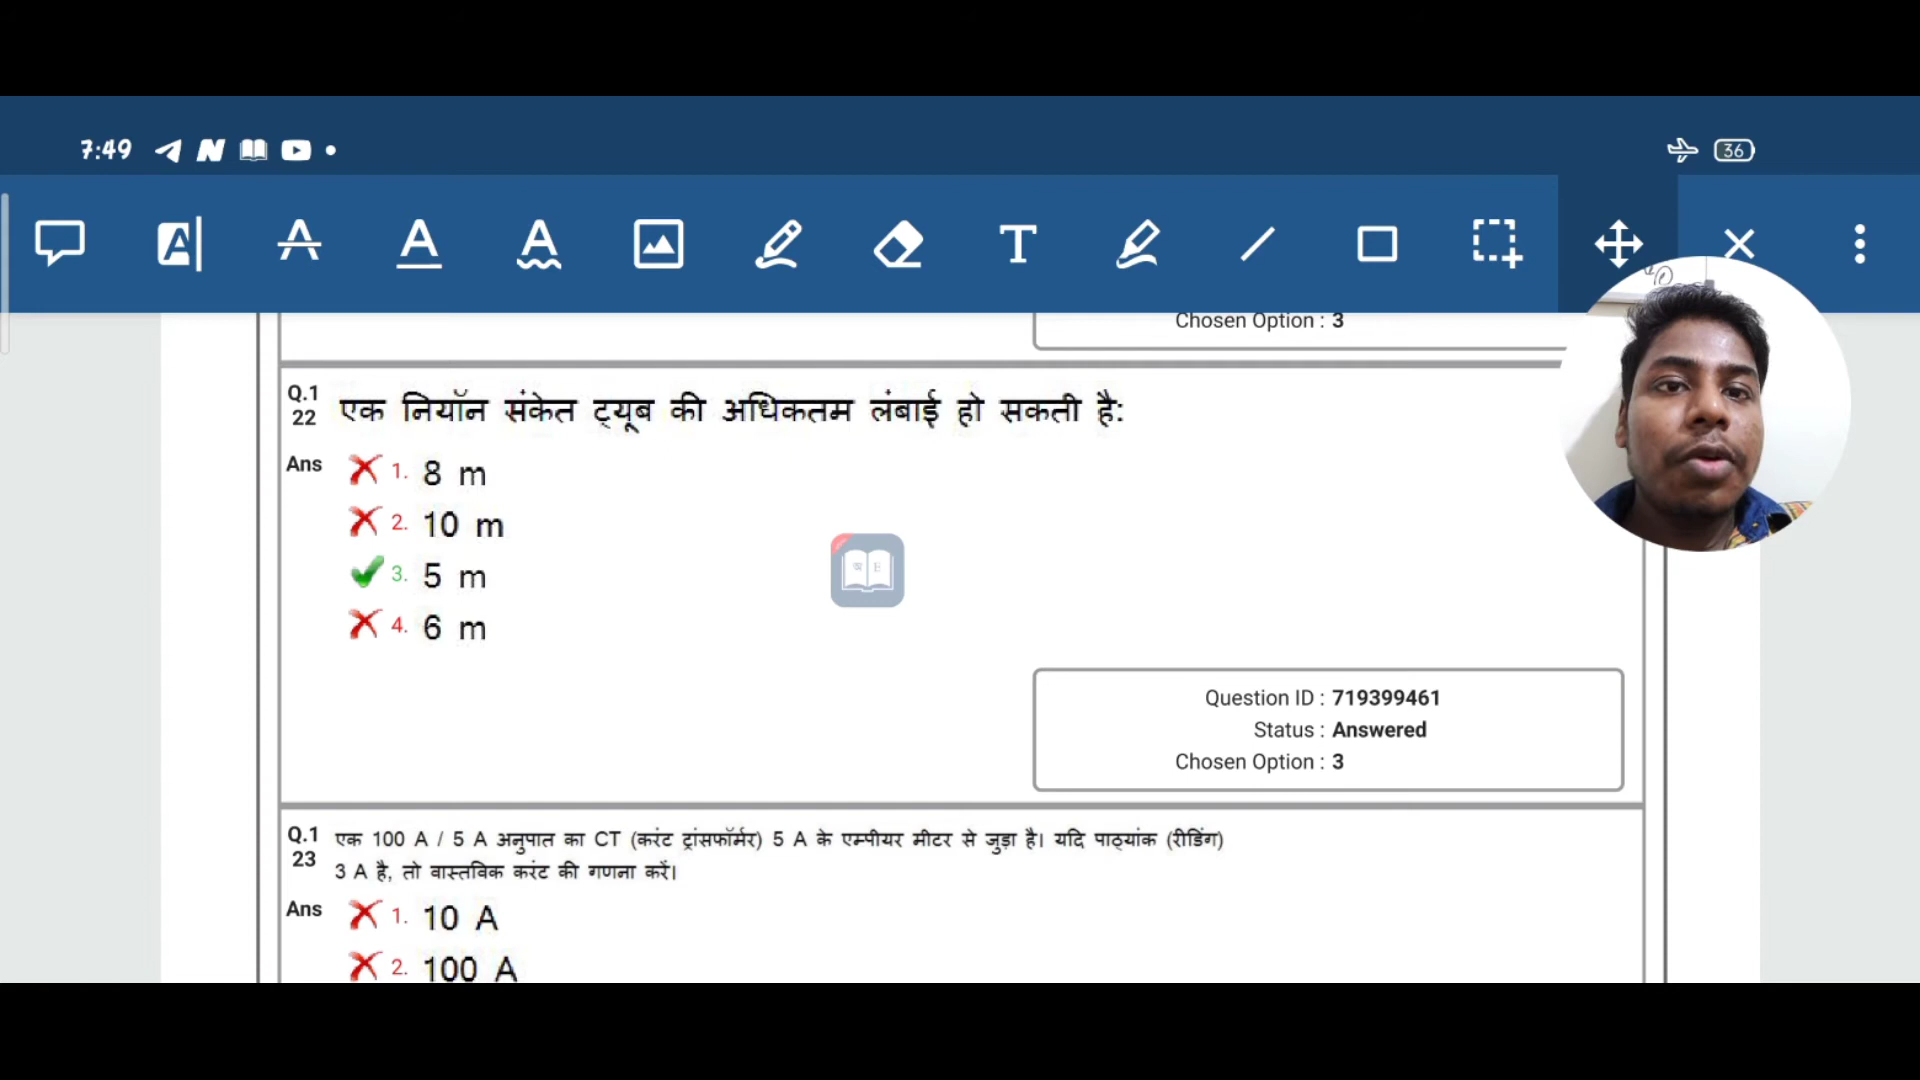 7:49
36
Chosen Option : 3
Q.1
22
एक नियॉन संकेत ट्यूब की अधिकतम लंबाई हो सकती है:
Ans
1. 8 m
2. 10 m
3. 5 m
4. 6 m
Question ID : 719399461
Status : Answered
Chosen Option : 3
Q.1
23
एक 100 A / 5 A अनुपात का CT (करंट ट्रांसफॉर्मर) 5 A के एम्पीयर मीटर से जुड़ा है। यदि पाठ्यांक (रीडिंग)
3 A है, तो वास्तविक करंट की गणना करें।
Ans
1. 10 A
2. 100 A